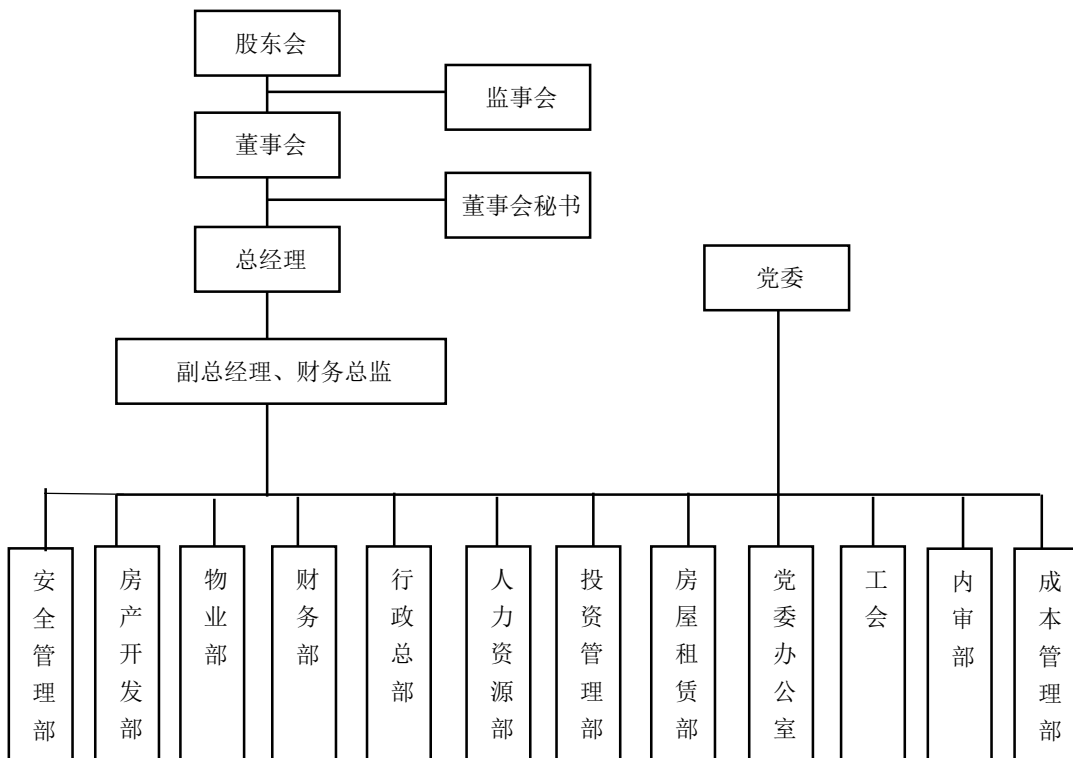 股东会
监事会
董事会
董事会秘书
总经理
党委
副总经理、财务总监
安全管理部
房产开发部
物业部
财务部
行政总部
人力资源部
投资管理部
房屋租赁部
党委办公室
工会
内审部
成本管理部